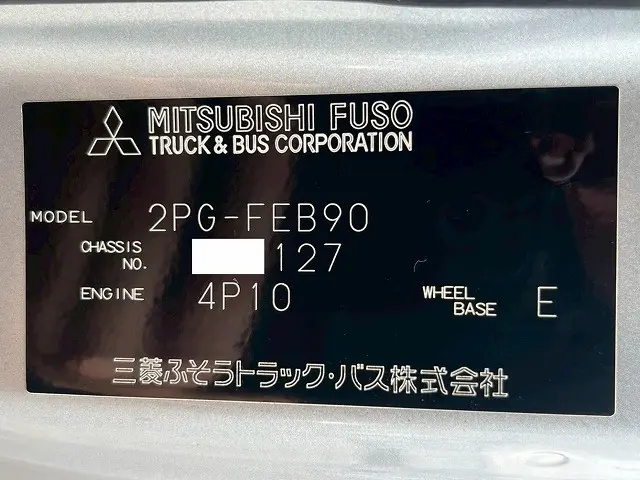 MITSUBISHI FUSO
TRUCK & BUS CORPORATION
MODEL 2PG-FEB90
CHASSIS NO. 127
ENGINE 4P10 WHEEL BASE E
三菱ふそうトラック・バス株式会社